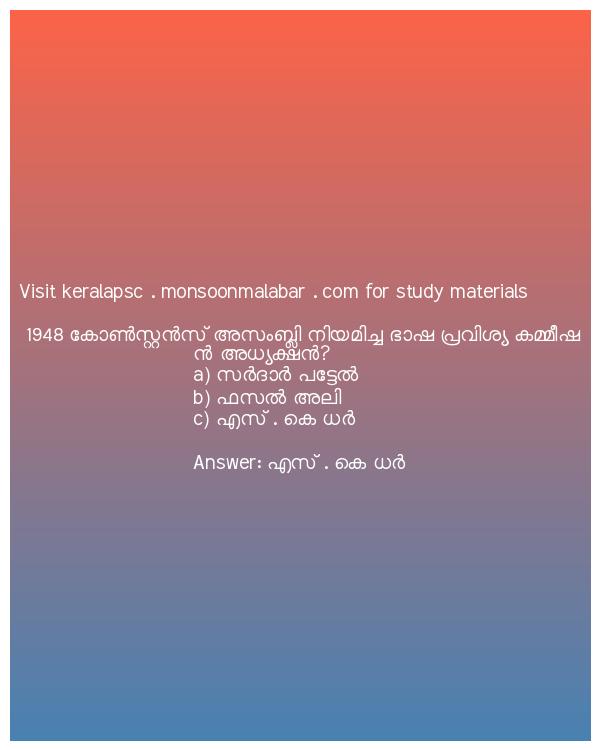 Visit keralapsc . monsoonmalabar . com for study materials
1948 കോൺസ്റ്റൻസ് അസംബ്ലി നിയമിച്ച ഭാഷ പ്രവിശ്യ കമ്മീഷ
ൻ അധ്യക്ഷൻ?
a) സർദാർ പട്ടേൽ
b) ഫസൽ അലി
c) എസ് . കെ ധർ
Answer: എസ് . കെ ധർ